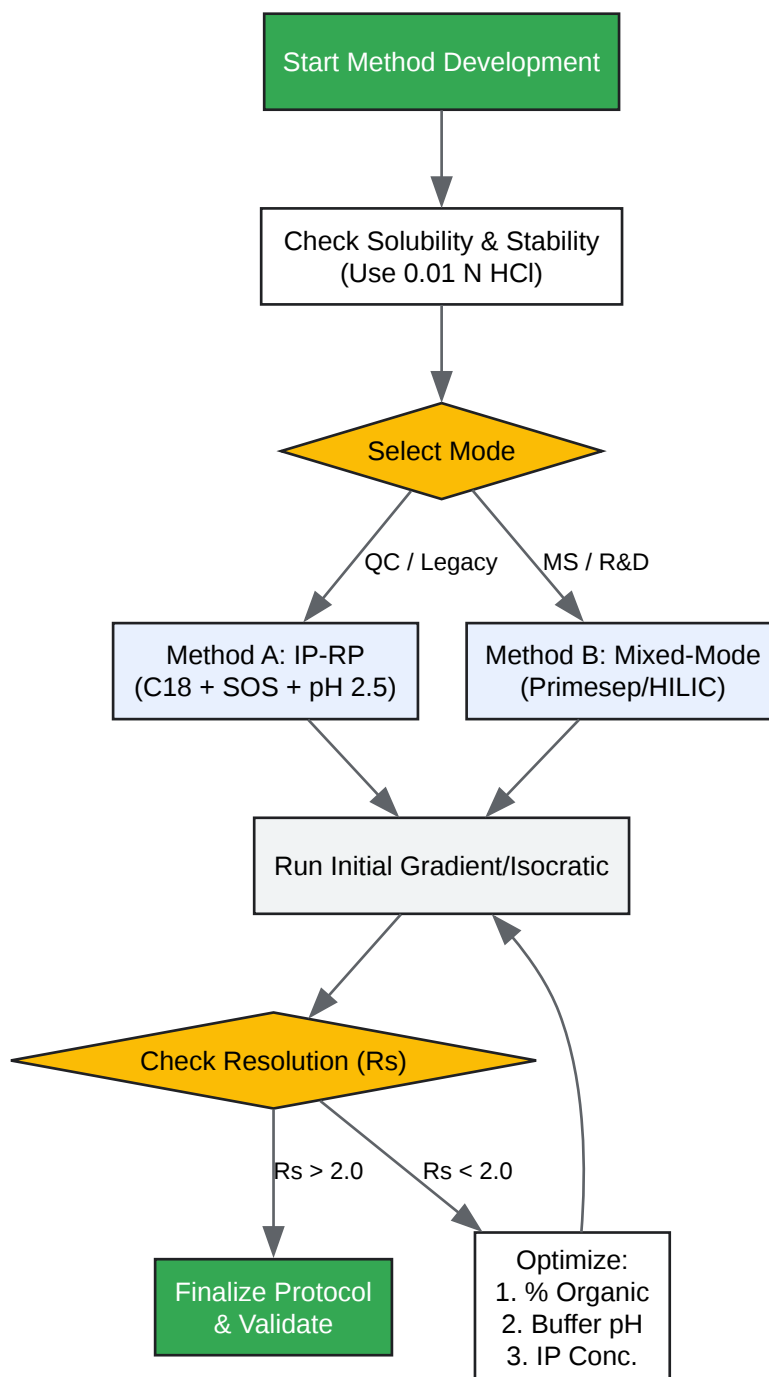 Start Method Development
Check Solubility & Stability
(Use 0.01 N HCl)
Select Mode
QC / Legacy
MS / R&D
Method A: IP-RP
(C18 + SOS + pH 2.5)
Method B: Mixed-Mode
(Primesep/HILIC)
Run Initial Gradient/Isocratic
Check Resolution (Rs)
Rs > 2.0
Rs < 2.0
Finalize Protocol
& Validate
Optimize:
1. % Organic
2. Buffer pH
3. IP Conc.